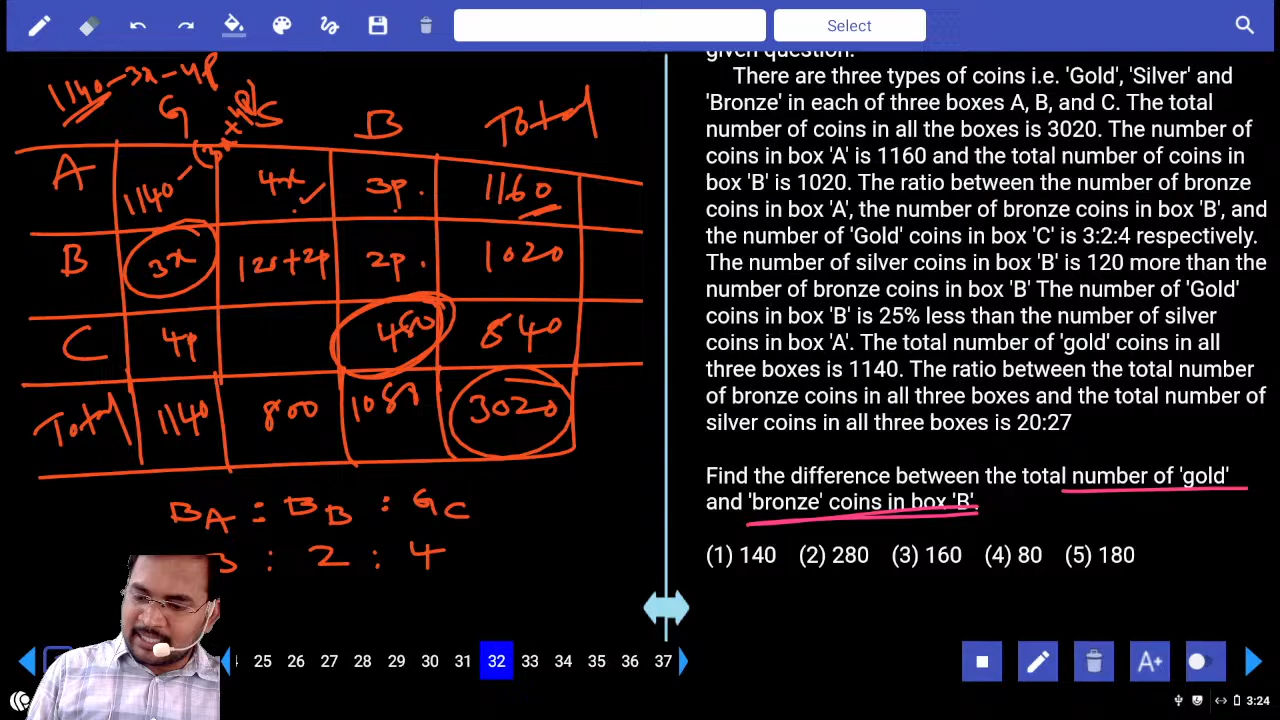 Select
given question.
There are three types of coins i.e. 'Gold', 'Silver' and
'Bronze' in each of three boxes A, B, and C. The total
number of coins in all the boxes is 3020. The number of
coins in box 'A' is 1160 and the total number of coins in
box 'B' is 1020. The ratio between the number of bronze
coins in box 'A', the number of bronze coins in box 'B', and
the number of 'Gold' coins in box 'C' is 3:2:4 respectively.
The number of silver coins in box 'B' is 120 more than the
number of bronze coins in box 'B' The number of 'Gold'
coins in box 'B' is 25% less than the number of silver
coins in box 'A'. The total number of 'gold' coins in all
three boxes is 1140. The ratio between the total number
of bronze coins in all three boxes and the total number of
silver coins in all three boxes is 20:27
Find the difference between the total number of 'gold'
and 'bronze' coins in box 'B'.
(1) 140 (2) 280 (3) 160 (4) 80 (5) 180
1140-3x-4p
G S B Total
A 1140-(3x+4p) 4x 3p. 1160
B 3x 120+2p 2p. 1020
C 4p 480 840
Total 1140 800 3020
BA : BB : GC
3 : 2 : 4
25 26 27 28 29 30 31 32 33 34 35 36 37
A+
3:24